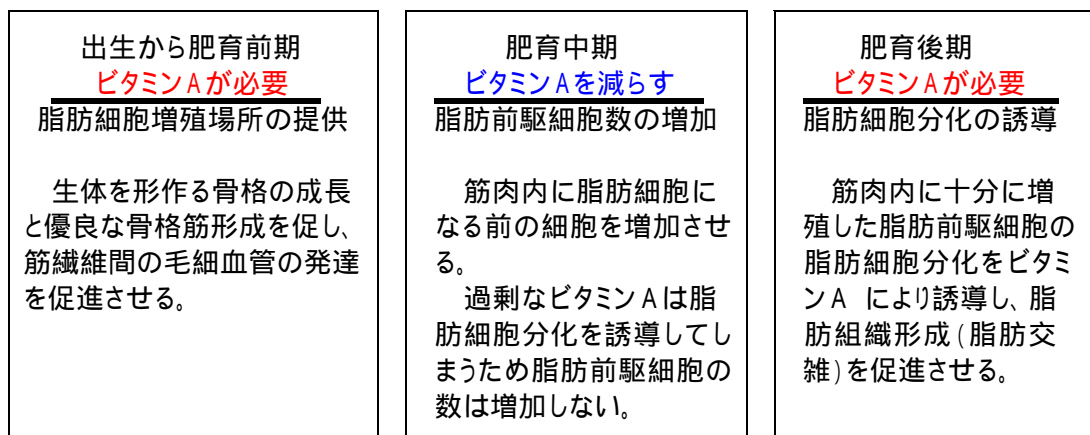 出生から肥育前期
ビタミンAが必要
脂肪細胞増殖場所の提供
生体を形作る骨格の成長
と優良な骨格筋形成を促し、
筋繊維間の毛細血管の発達
を促進させる。
肥育中期
ビタミンAを減らす
脂肪前駆細胞数の増加
筋肉内に脂肪細胞に
なる前の細胞を増加させ
る。
過剰なビタミンAは脂
肪細胞分化を誘導してし
まうため脂肪前駆細胞の
数は増加しない。
肥育後期
ビタミンAが必要
脂肪細胞分化の誘導
筋肉内に十分に増
殖した脂肪前駆細胞の
脂肪細胞分化をビタミ
ンA により誘導し、脂
肪組織形成(脂肪交
雑)を促進させる。